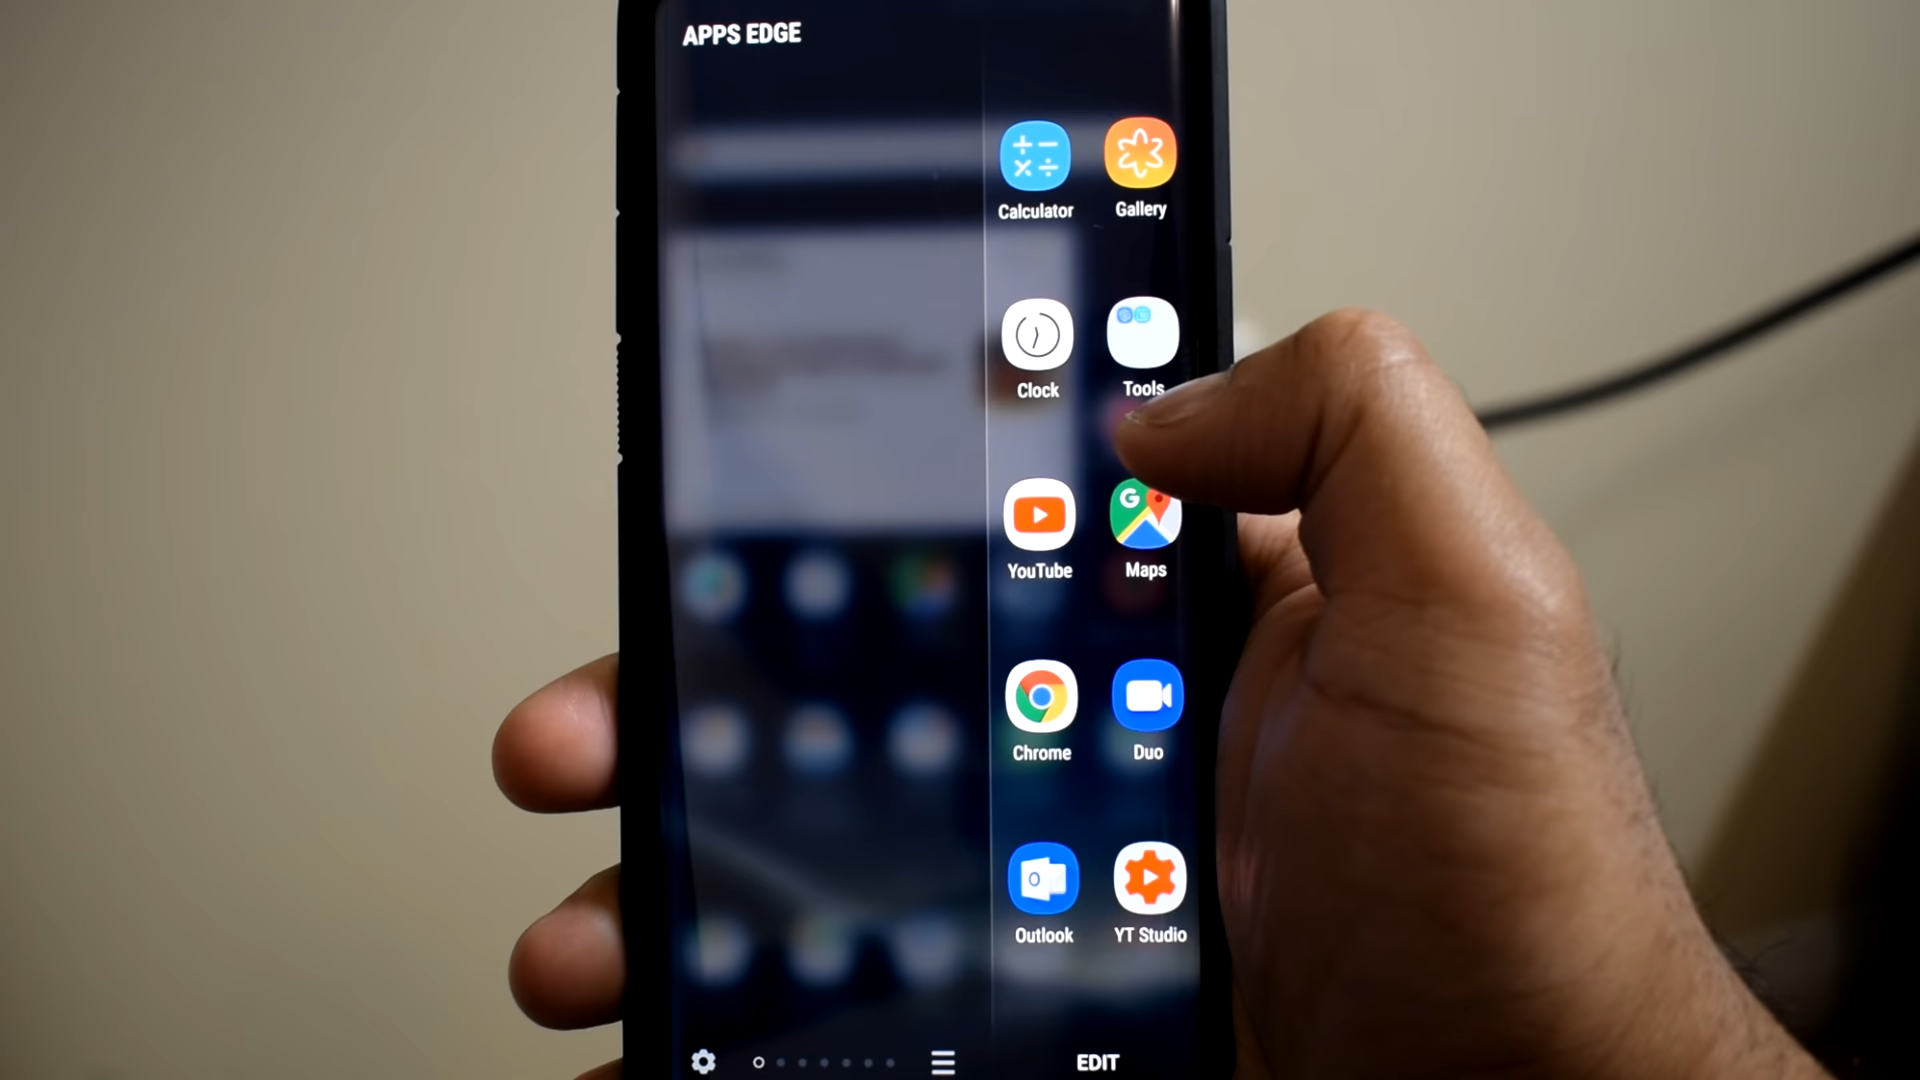 APPS EDGE
Calculator
Gallery
Clock
Tools
YouTube
G
Maps
Chrome
Duo
O
Outlook
YT Studio
EDIT